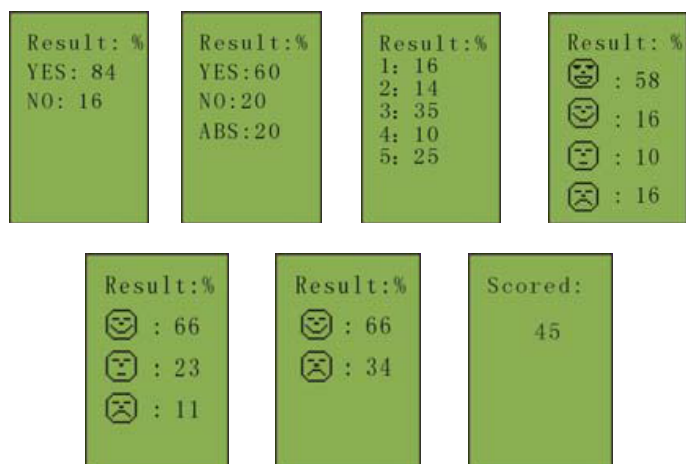 Result: %
YES: 84
NO: 16
Result:%
YES:60
NO:20
ABS:20
Result:%
1: 16
2: 14
3: 35
4: 10
5: 25
Result: %
: 58
: 16
: 10
: 16
Result:%
: 66
: 23
: 11
Result:%
: 66
: 34
Scored:
45